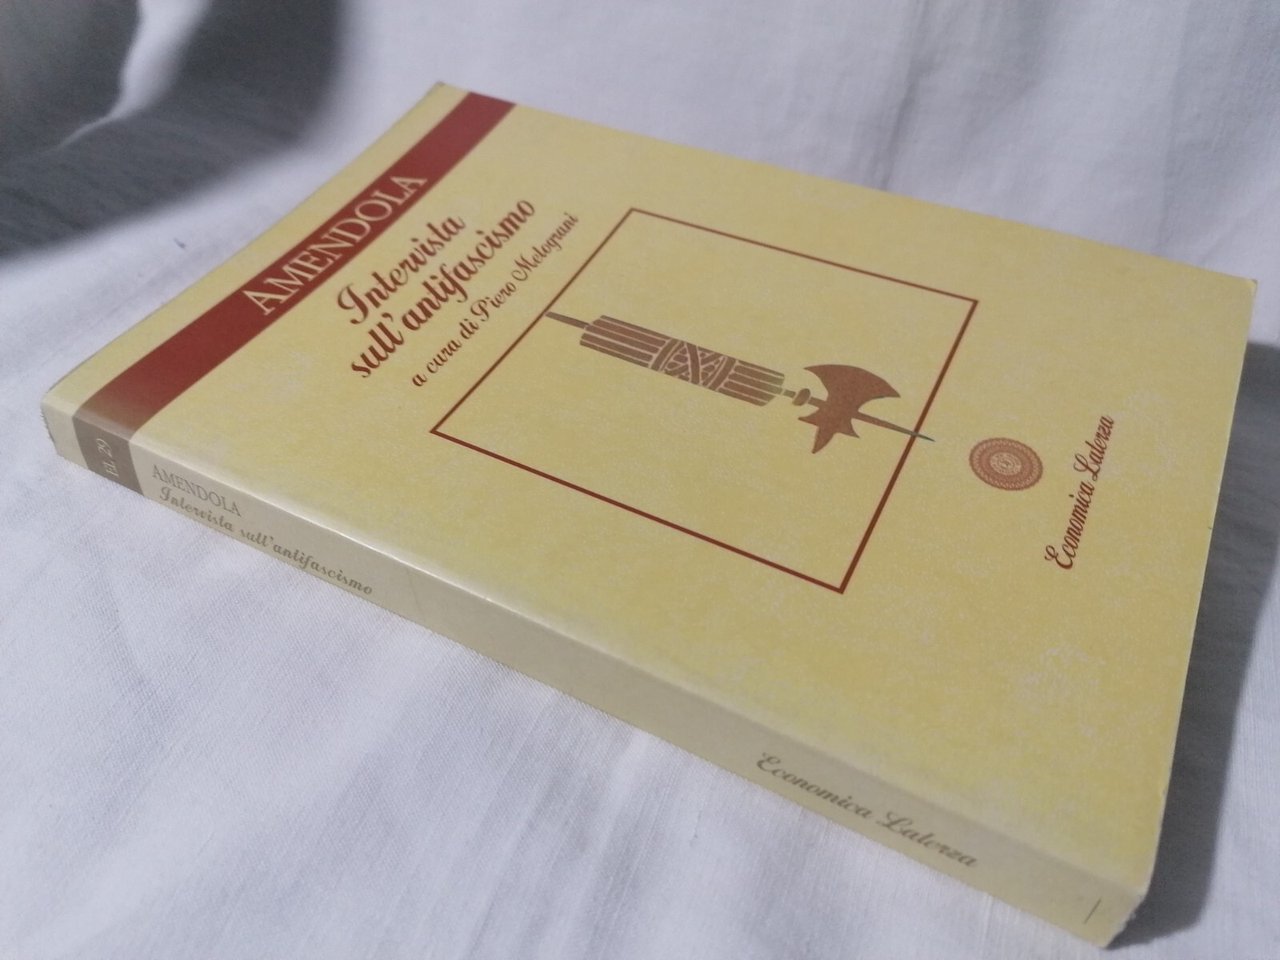 AMENDOLA
Intervista
sull'antifascismo
a cura di Piero Melograni
Economica Laterza
EL 29
AMENDOLA
Intervista sull'antifascismo
Economica Laterza